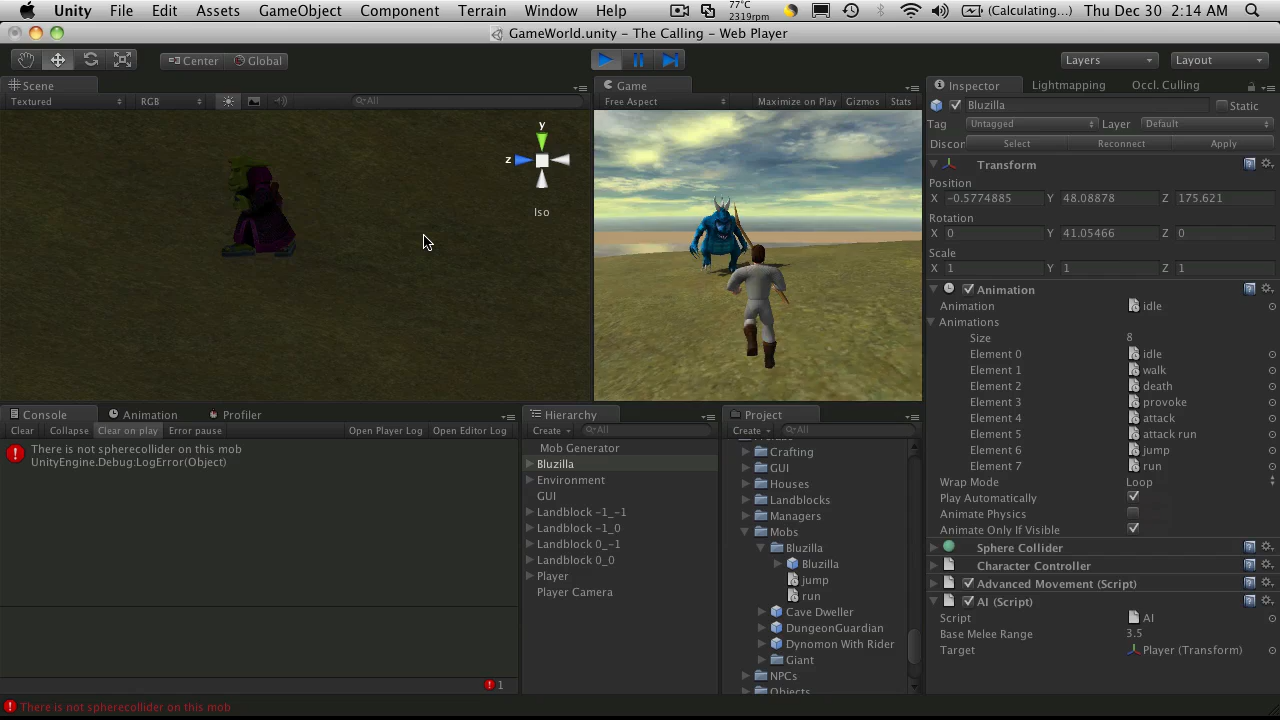 Unity File Edit Assets GameObject Component Terrain Window Help 77°C 2319rpm (Calculating...) Thu Dec 30 2:14 AM
GameWorld.unity – The Calling – Web Player
Center Global Layers Layout
Scene
Textured RGB All
y
z
Iso
Game
Free Aspect Maximize on Play Gizmos Stats
Inspector Lightmapping Occl. Culling
Bluzilla Static
Tag Untagged Layer Default
Discon Select Reconnect Apply
Transform
Position
X -0.5774885 Y 48.08878 Z 175.621
Rotation
X 0 Y 41.05466 Z 0
Scale
X 1 Y 1 Z 1
Animation
Animation idle
Animations
Size 8
Element 0 idle
Element 1 walk
Element 2 death
Element 3 provoke
Element 4 attack
Element 5 attack run
Element 6 jump
Element 7 run
Wrap Mode Loop
Play Automatically
Animate Physics
Animate Only If Visible
Sphere Collider
Character Controller
Advanced Movement (Script)
AI (Script)
Script AI
Base Melee Range 3.5
Target Player (Transform)
Console Animation Profiler
Clear Collapse Clear on play Error pause Open Player Log Open Editor Log
There is not spherecollider on this mob
UnityEngine.Debug:LogError(Object)
1
Hierarchy
Create All
Mob Generator
Bluzilla
Environment
GUI
Landblock -1_-1
Landblock -1_0
Landblock 0_-1
Landblock 0_0
Player
Player Camera
Project
Create All
Crafting
GUI
Houses
Landblocks
Managers
Mobs
Bluzilla
Bluzilla
jump
run
Cave Dweller
DungeonGuardian
Dynomon With Rider
Giant
NPCs
Objects
There is not spherecollider on this mob